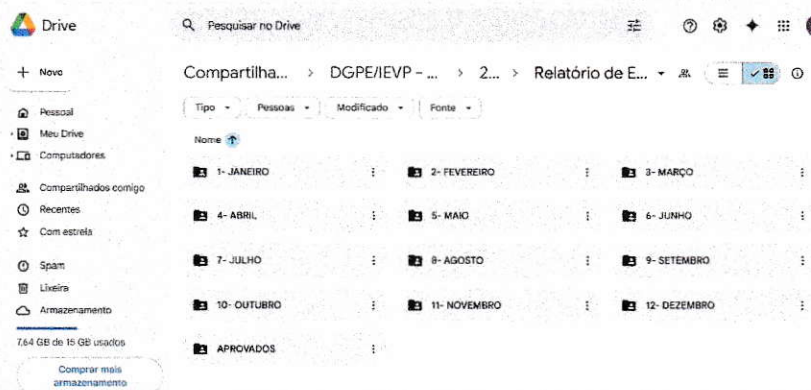 Drive
Pesquisar no Drive
Novo
Pessoal
Meu Drive
Computadores
Compartilhados comigo
Recentes
Com estrela
Spam
Lixeira
Armazenamento
7,64 GB de 15 GB usados
Comprar mais
armazenamento
Compartilha... > DGPE/IEVP - ... > 2... > Relatório de E...
Tipo Pessoas Modificado Fonte
Nome
1- JANEIRO 2- FEVEREIRO 3- MARÇO
4- ABRIL 5- MAIO 6- JUNHO
7- JULHO 8- AGOSTO 9- SETEMBRO
10- OUTUBRO 11- NOVEMBRO 12- DEZEMBRO
APROVADOS